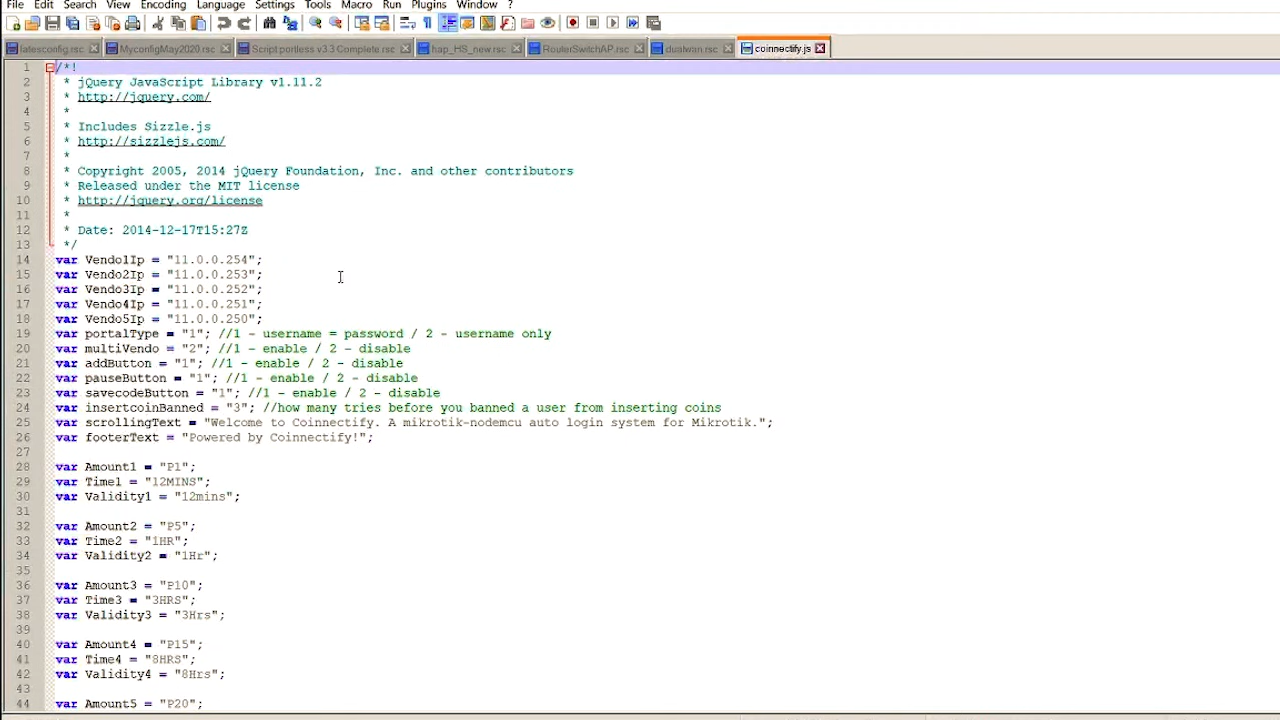 File Edit Search View Encoding Language Settings Tools Macro Run Plugins Window ?
latesconfig.rsc MyconfigMay2020.rsc Script portless v3.3 Complete.rsc hap_HS_new.rsc RouterSwitchAP.rsc dualwan.rsc coinnectify.js
1 /*!
2 * jQuery JavaScript Library v1.11.2
3 * http://jquery.com/
4 *
5 * Includes Sizzle.js
6 * http://sizzlejs.com/
7 *
8 * Copyright 2005, 2014 jQuery Foundation, Inc. and other contributors
9 * Released under the MIT license
10 * http://jquery.org/license
11 *
12 * Date: 2014-12-17T15:27Z
13 */
14 var Vendo1Ip = "11.0.0.254";
15 var Vendo2Ip = "11.0.0.253";
16 var Vendo3Ip = "11.0.0.252";
17 var Vendo4Ip = "11.0.0.251";
18 var Vendo5Ip = "11.0.0.250";
19 var portalType = "1"; //1 - username = password / 2 - username only
20 var multiVendo = "2"; //1 - enable / 2 - disable
21 var addButton = "1"; //1 - enable / 2 - disable
22 var pauseButton = "1"; //1 - enable / 2 - disable
23 var savecodeButton = "1"; //1 - enable / 2 - disable
24 var insertcoinBanned = "3"; //how many tries before you banned a user from inserting coins
25 var scrollingText = "Welcome to Coinnectify. A mikrotik-nodemcu auto login system for Mikrotik.";
26 var footerText = "Powered by Coinnectify!";
27
28 var Amount1 = "P1";
29 var Time1 = "12MINS";
30 var Validity1 = "12mins";
31
32 var Amount2 = "P5";
33 var Time2 = "1HR";
34 var Validity2 = "1Hr";
35
36 var Amount3 = "P10";
37 var Time3 = "3HRS";
38 var Validity3 = "3Hrs";
39
40 var Amount4 = "P15";
41 var Time4 = "8HRS";
42 var Validity4 = "8Hrs";
43
44 var Amount5 = "P20";